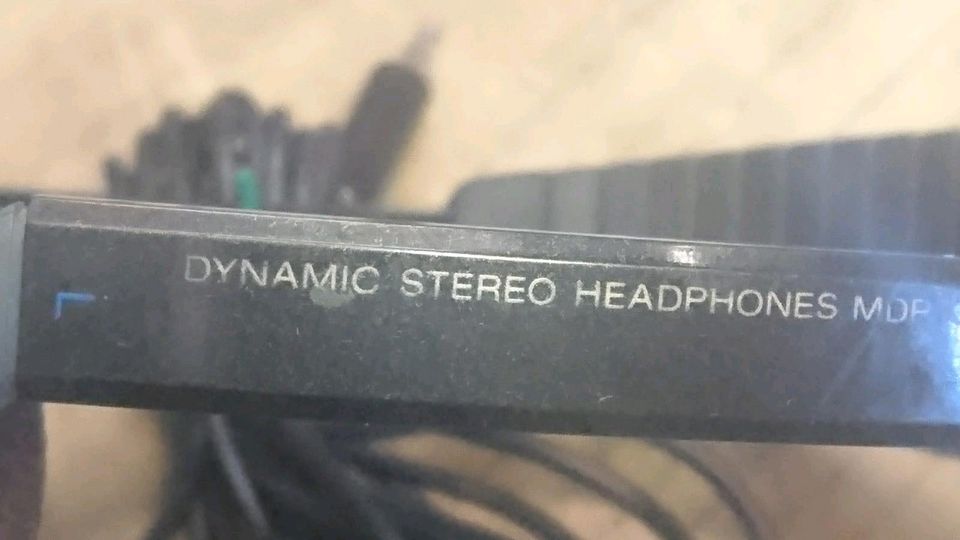 DYNAMIC STEREO HEADPHONES MDR